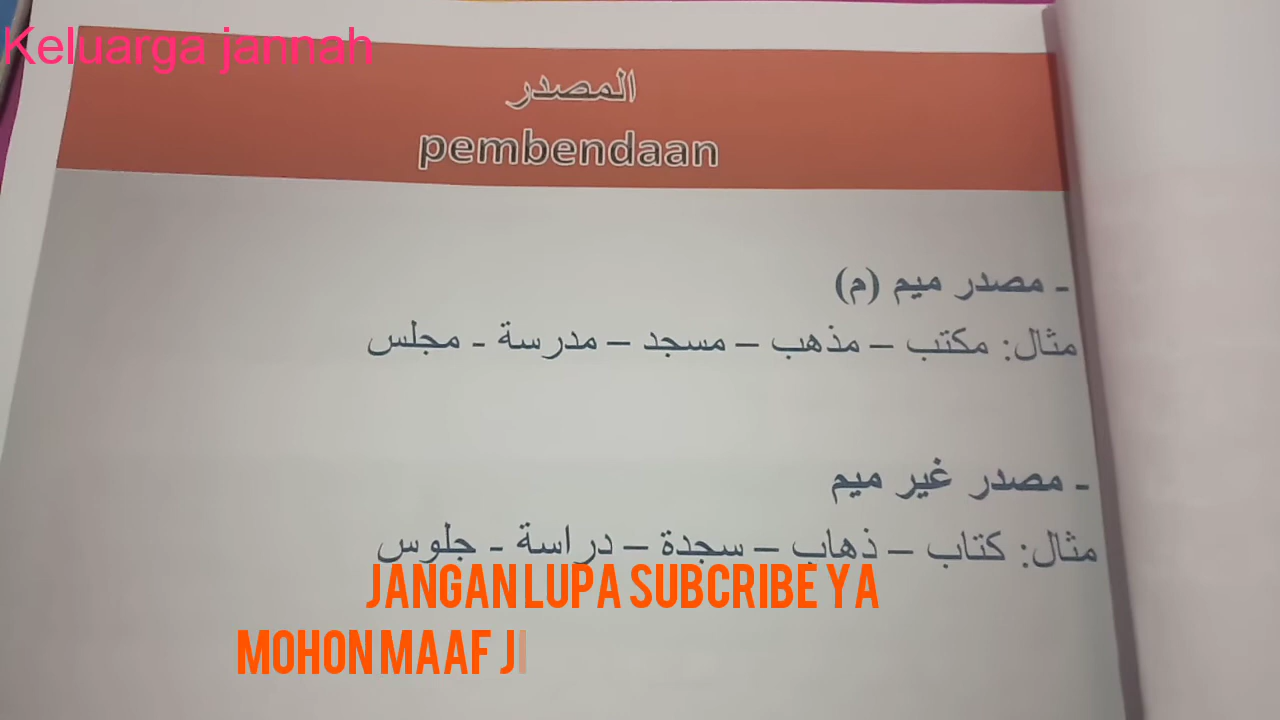 Keluarga jannah
المصدر
pembendaan
- مصدر ميم (م)
مثال: مكتب – مذهب – مسجد – مدرسة - مجلس
- مصدر غير ميم
مثال: كتاب – ذهاب – سجدة – دراسة - جلوس
JANGAN LUPA SUBCRIBE YA
MOHON MAAF